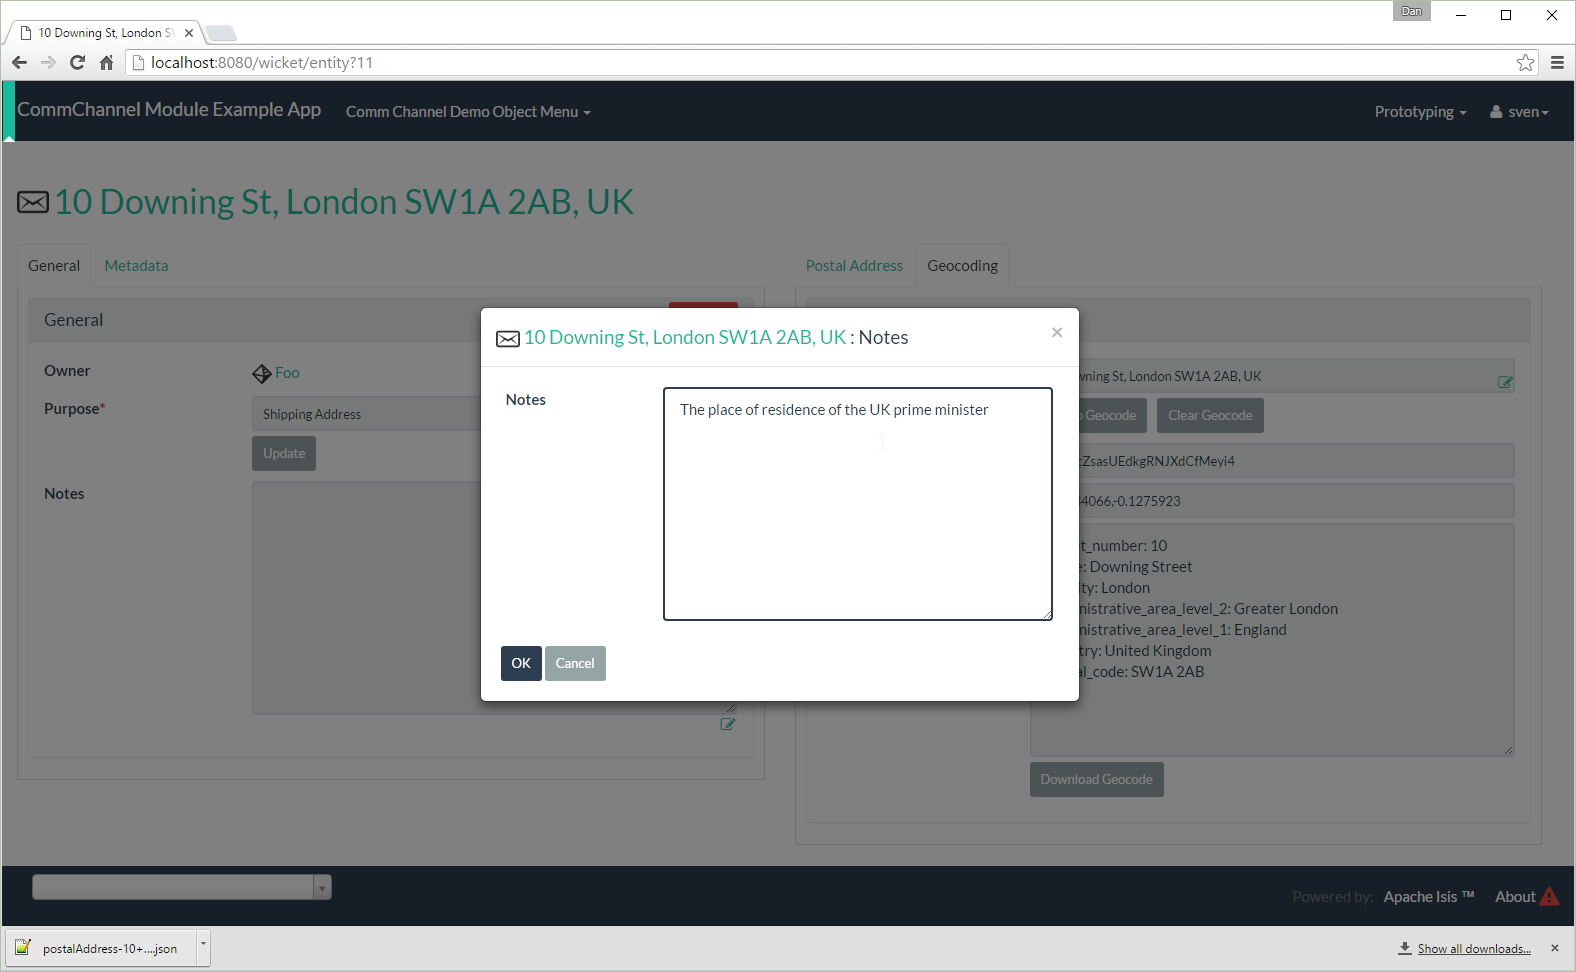 Dan
10 Downing St, London SW
localhost:8080/wicket/entity?11
CommChannel Module Example App
Comm Channel Demo Object Menu
Prototyping
sven
10 Downing St, London SW1A 2AB, UK
General
Metadata
Postal Address
Geocoding
General
10 Downing St, London SW1A 2AB, UK : Notes
×
Owner
Foo
wning St, London SW1A 2AB, UK
Notes
Purpose*
Shipping Address
The place of residence of the UK prime minister
Geocode
Clear Geocode
Update
ZsasUEdkgRNJXdCfMeyi4
Notes
4066,-0.1275923
t_number: 10
: Downing Street
ity: London
nistrative_area_level_2: Greater London
nistrative_area_level_1: England
try: United Kingdom
al_code: SW1A 2AB
OK
Cancel
Download Geocode
Powered by:
Apache Isis ™
About
postalAddress-10+....json
Show all downloads...